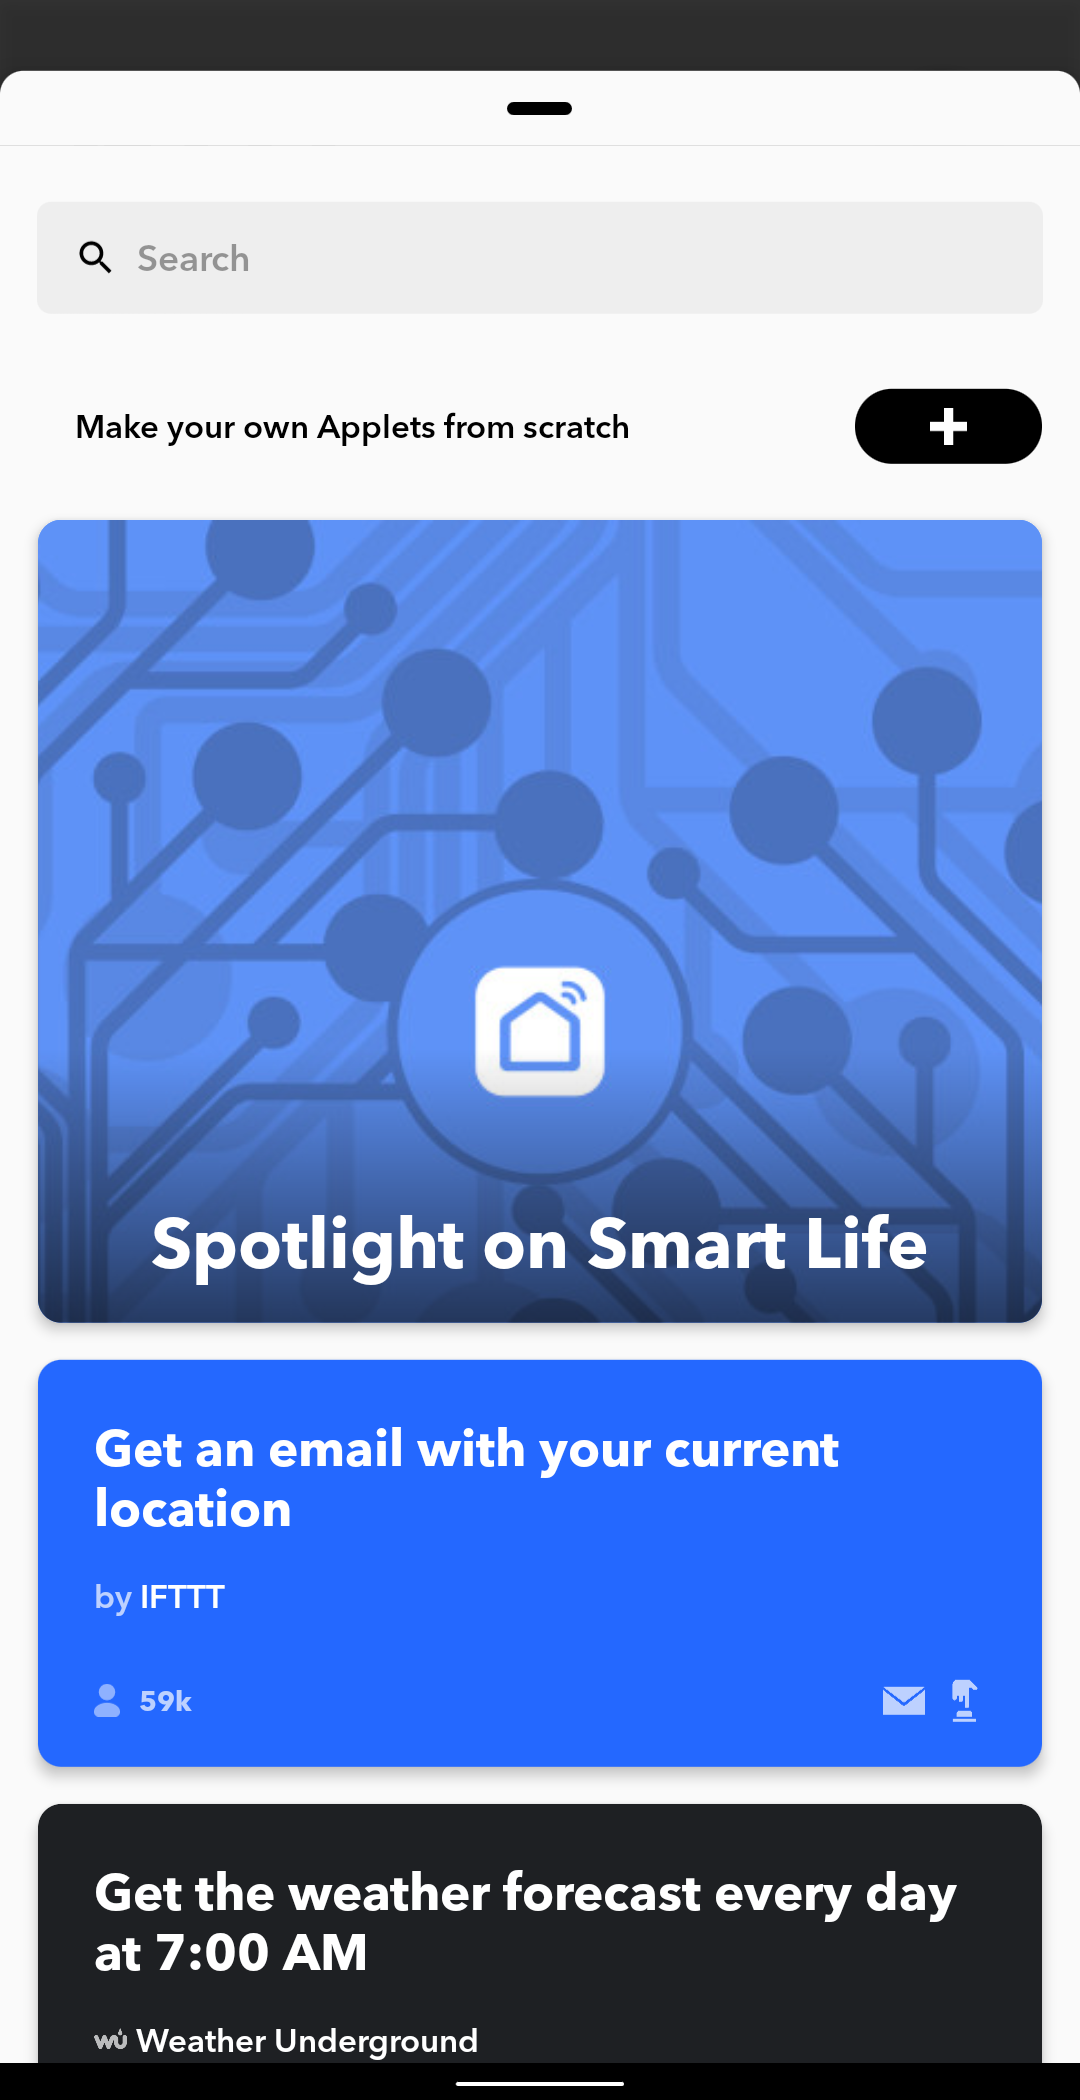 Search
Make your own Applets from scratch
Spotlight on Smart Life
Get an email with your current
location
by IFTTT
59k
Get the weather forecast every day
at 7:00 AM
Weather Underground